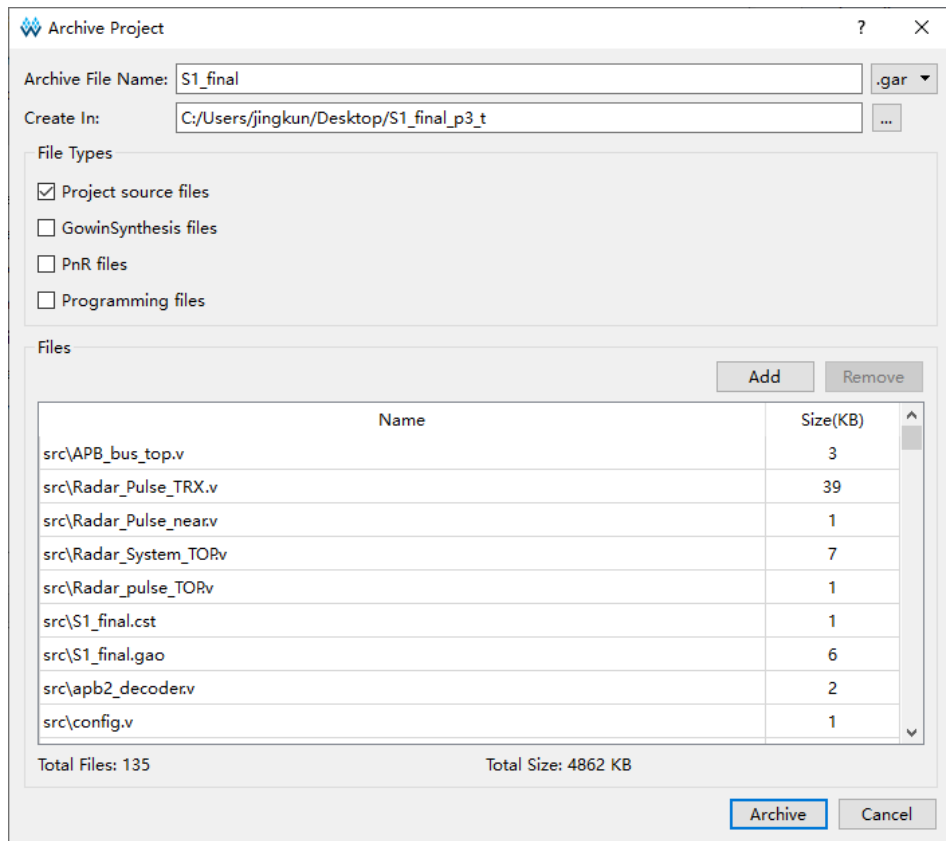 Archive Project
Archive File Name: S1_final .gar
Create In: C:/Users/jingkun/Desktop/S1_final_p3_t ...
File Types
Project source files
GowinSynthesis files
PnR files
Programming files
Files
Add Remove
Name Size(KB)
src\APB_bus_top.v 3
src\Radar_Pulse_TRX.v 39
src\Radar_Pulse_near.v 1
src\Radar_System_TOP.v 7
src\Radar_pulse_TOP.v 1
src\S1_final.cst 1
src\S1_final.gao 6
src\apb2_decoder.v 2
src\config.v 1
Total Files: 135 Total Size: 4862 KB
Archive Cancel